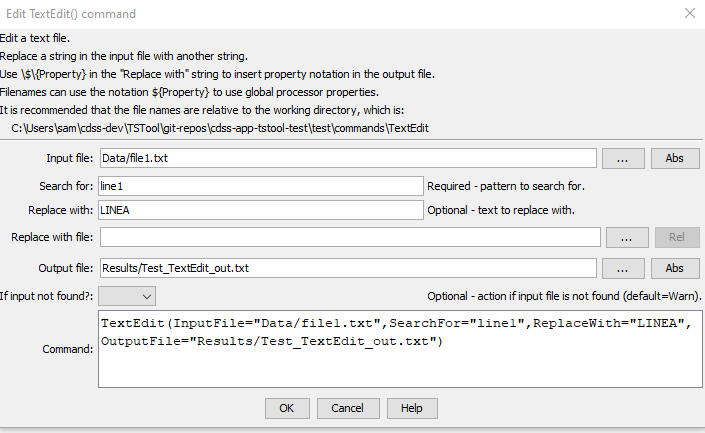 Edit TextEdit() command
Edit a text file.
Replace a string in the input file with another string.
Use \$\{Property} in the "Replace with" string to insert property notation in the output file.
Filenames can use the notation ${Property} to use global processor properties.
It is recommended that the file names are relative to the working directory, which is:
C:\Users\sam\cdss-dev\TSTool\git-repos\cdss-app-tstool-test\test\commands\TextEdit
Input file: Data/file1.txt ... Abs
Search for: line1 Required - pattern to search for.
Replace with: LINEA Optional - text to replace with.
Replace with file: ... Rel
Output file: Results/Test_TextEdit_out.txt ... Abs
If input not found?: Optional - action if input file is not found (default=Warn).
Command: TextEdit(InputFile="Data/file1.txt",SearchFor="line1",ReplaceWith="LINEA",
OutputFile="Results/Test_TextEdit_out.txt")
OK Cancel Help